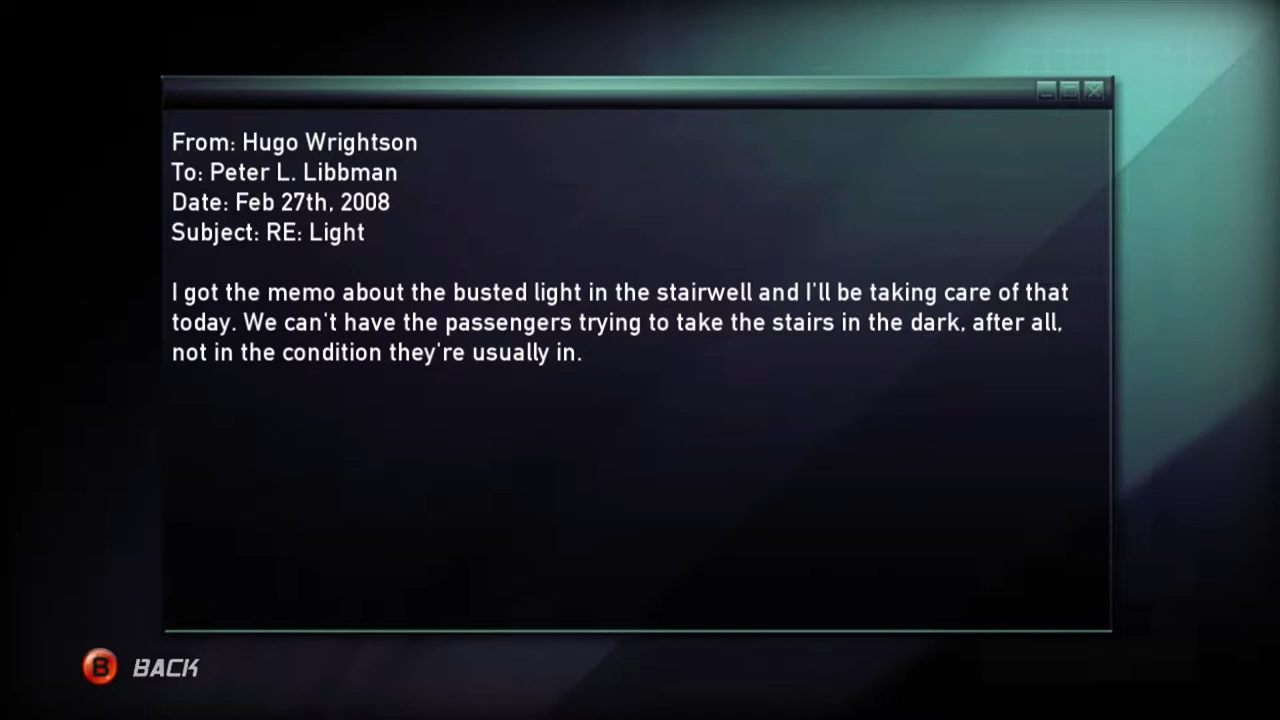 From: Hugo Wrightson
To: Peter L. Libbman
Date: Feb 27th, 2008
Subject: RE: Light
I got the memo about the busted light in the stairwell and I'll be taking care of that
today. We can't have the passengers trying to take the stairs in the dark, after all,
not in the condition they're usually in.
B BACK